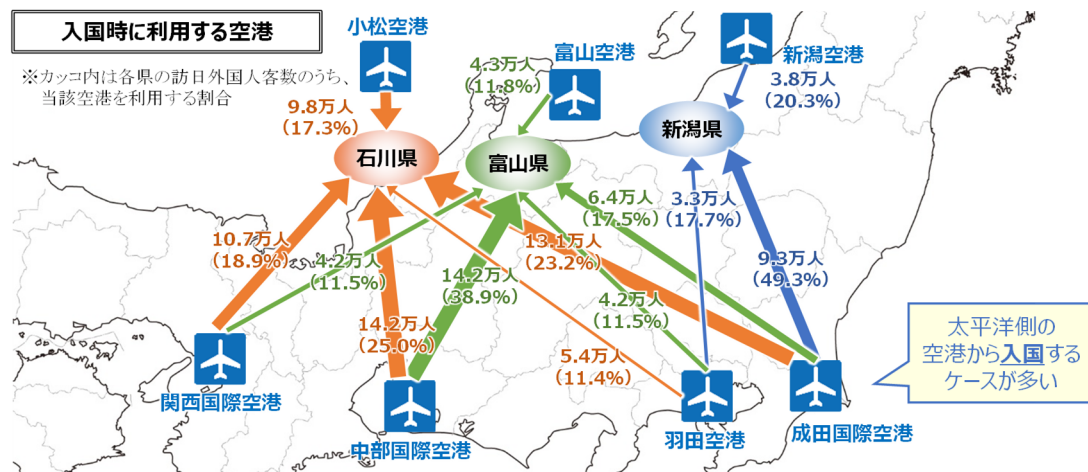 入国時に利用する空港
※カッコ内は各県の訪日外国人客数のうち、
当該空港を利用する割合
小松空港
富山空港
新潟空港
9.8万人
(17.3%)
4.3万人
(11.8%)
3.8万人
(20.3%)
石川県
富山県
新潟県
10.7万人
(18.9%)
4.2万人
(11.5%)
14.2万人
(38.9%)
13.1万人
(23.2%)
6.4万人
(17.5%)
3.3万人
(17.7%)
9.3万人
(49.3%)
14.2万人
(25.0%)
5.4万人
(11.4%)
4.2万人
(11.5%)
太平洋側の
空港から入国する
ケースが多い
関西国際空港
中部国際空港
羽田空港
成田国際空港